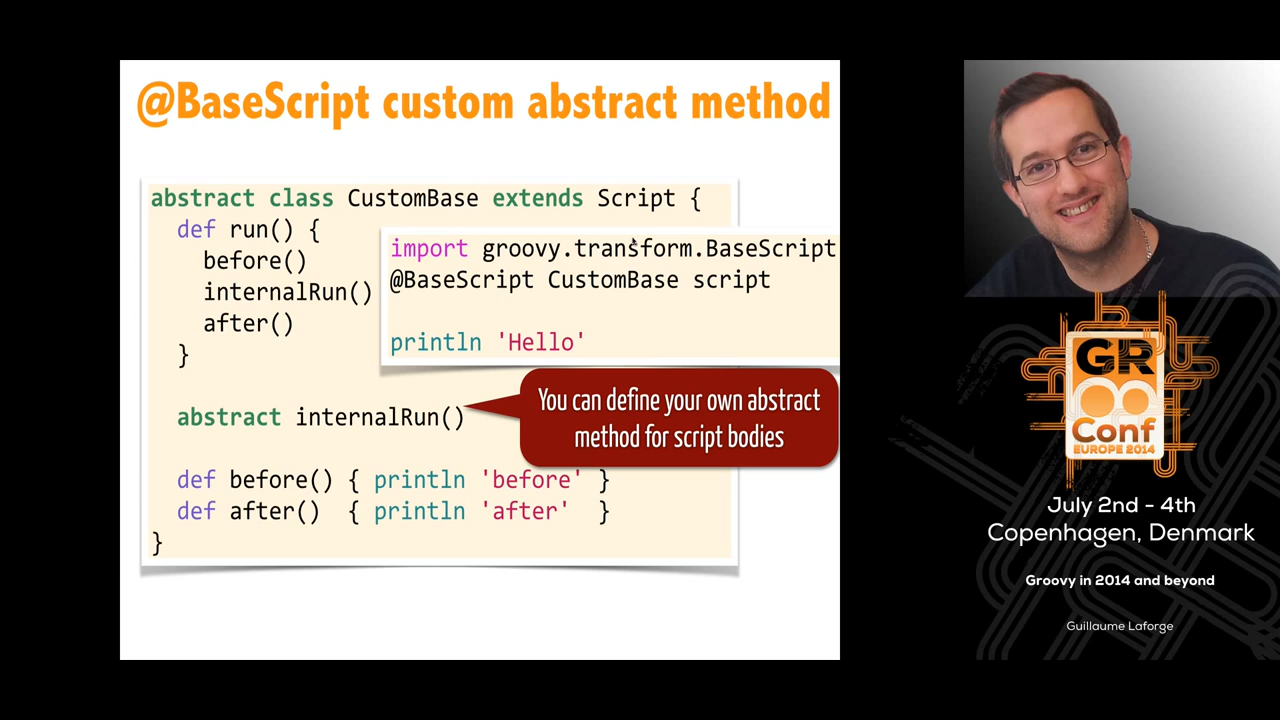 @BaseScript custom abstract method
abstract class CustomBase extends Script {
def run() {
before()
internalRun()
after()
}
abstract internalRun()
def before() { println 'before' }
def after()  { println 'after'  }
}
import groovy.transform.BaseScript
@BaseScript CustomBase script
println 'Hello'
You can define your own abstract
method for script bodies
GR
Conf
EUROPE 2014
July 2nd - 4th
Copenhagen, Denmark
Groovy in 2014 and beyond
Guillaume Laforge